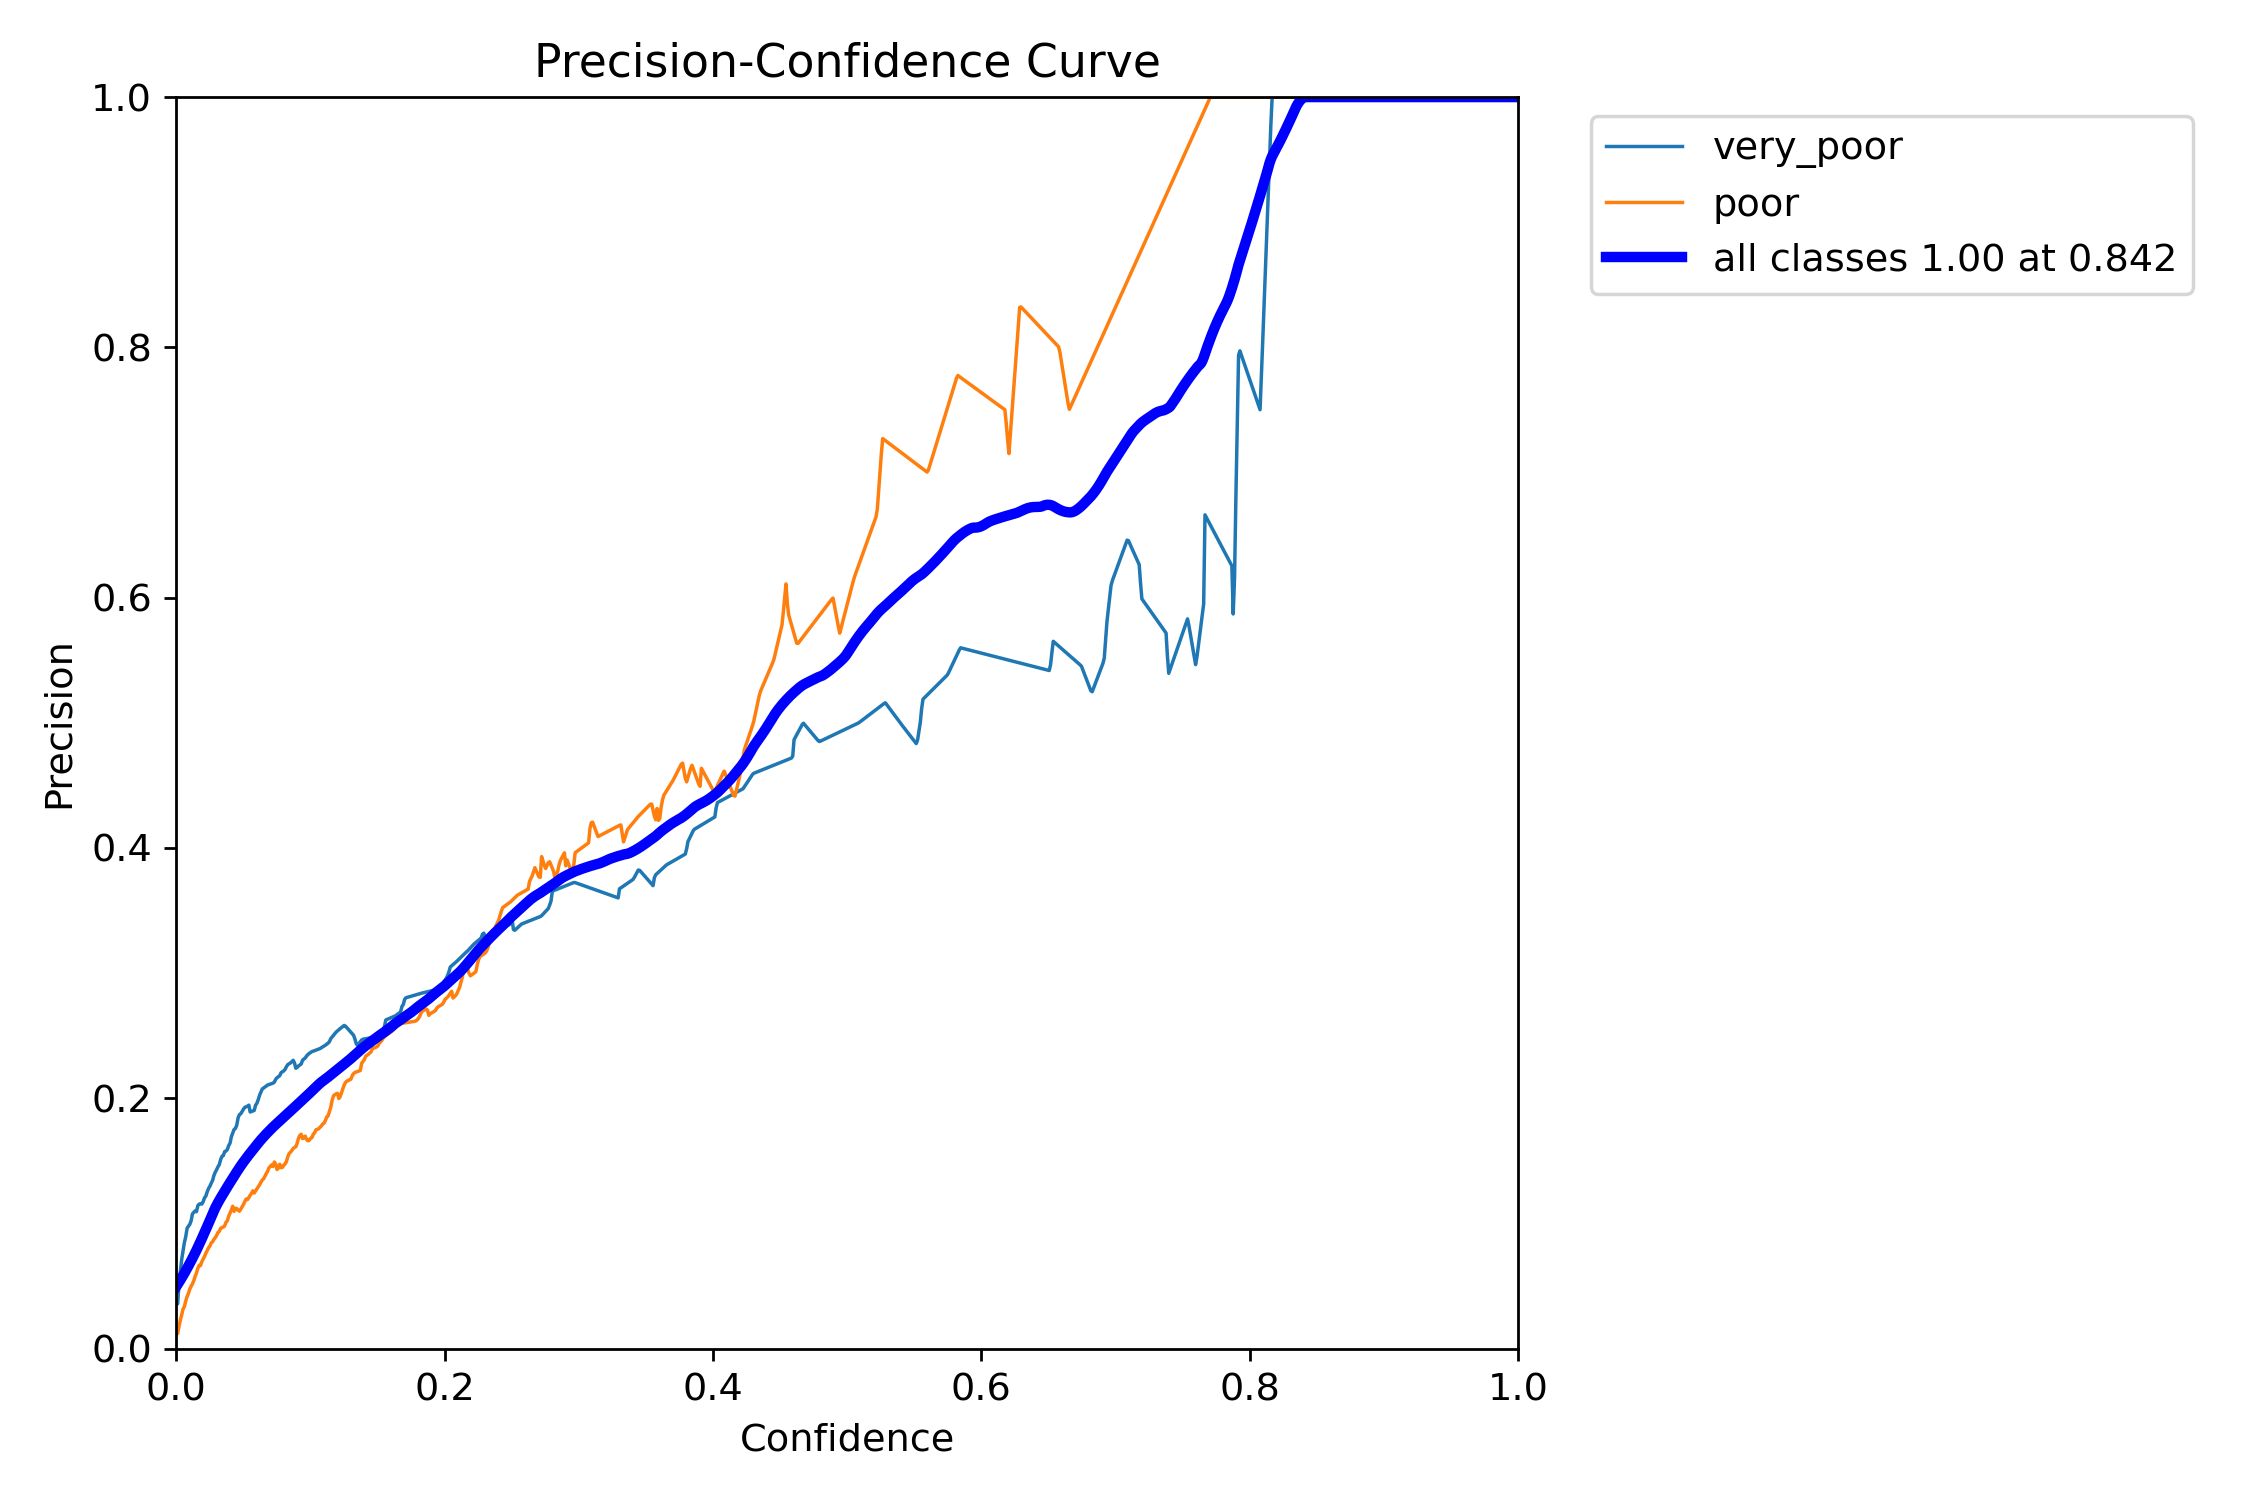 Precision-Confidence Curve
1.0
0.8
0.6
0.4
0.2
0.0
Precision
0.0 0.2 0.4 0.6 0.8 1.0
Confidence
very_poor
poor
all classes 1.00 at 0.842